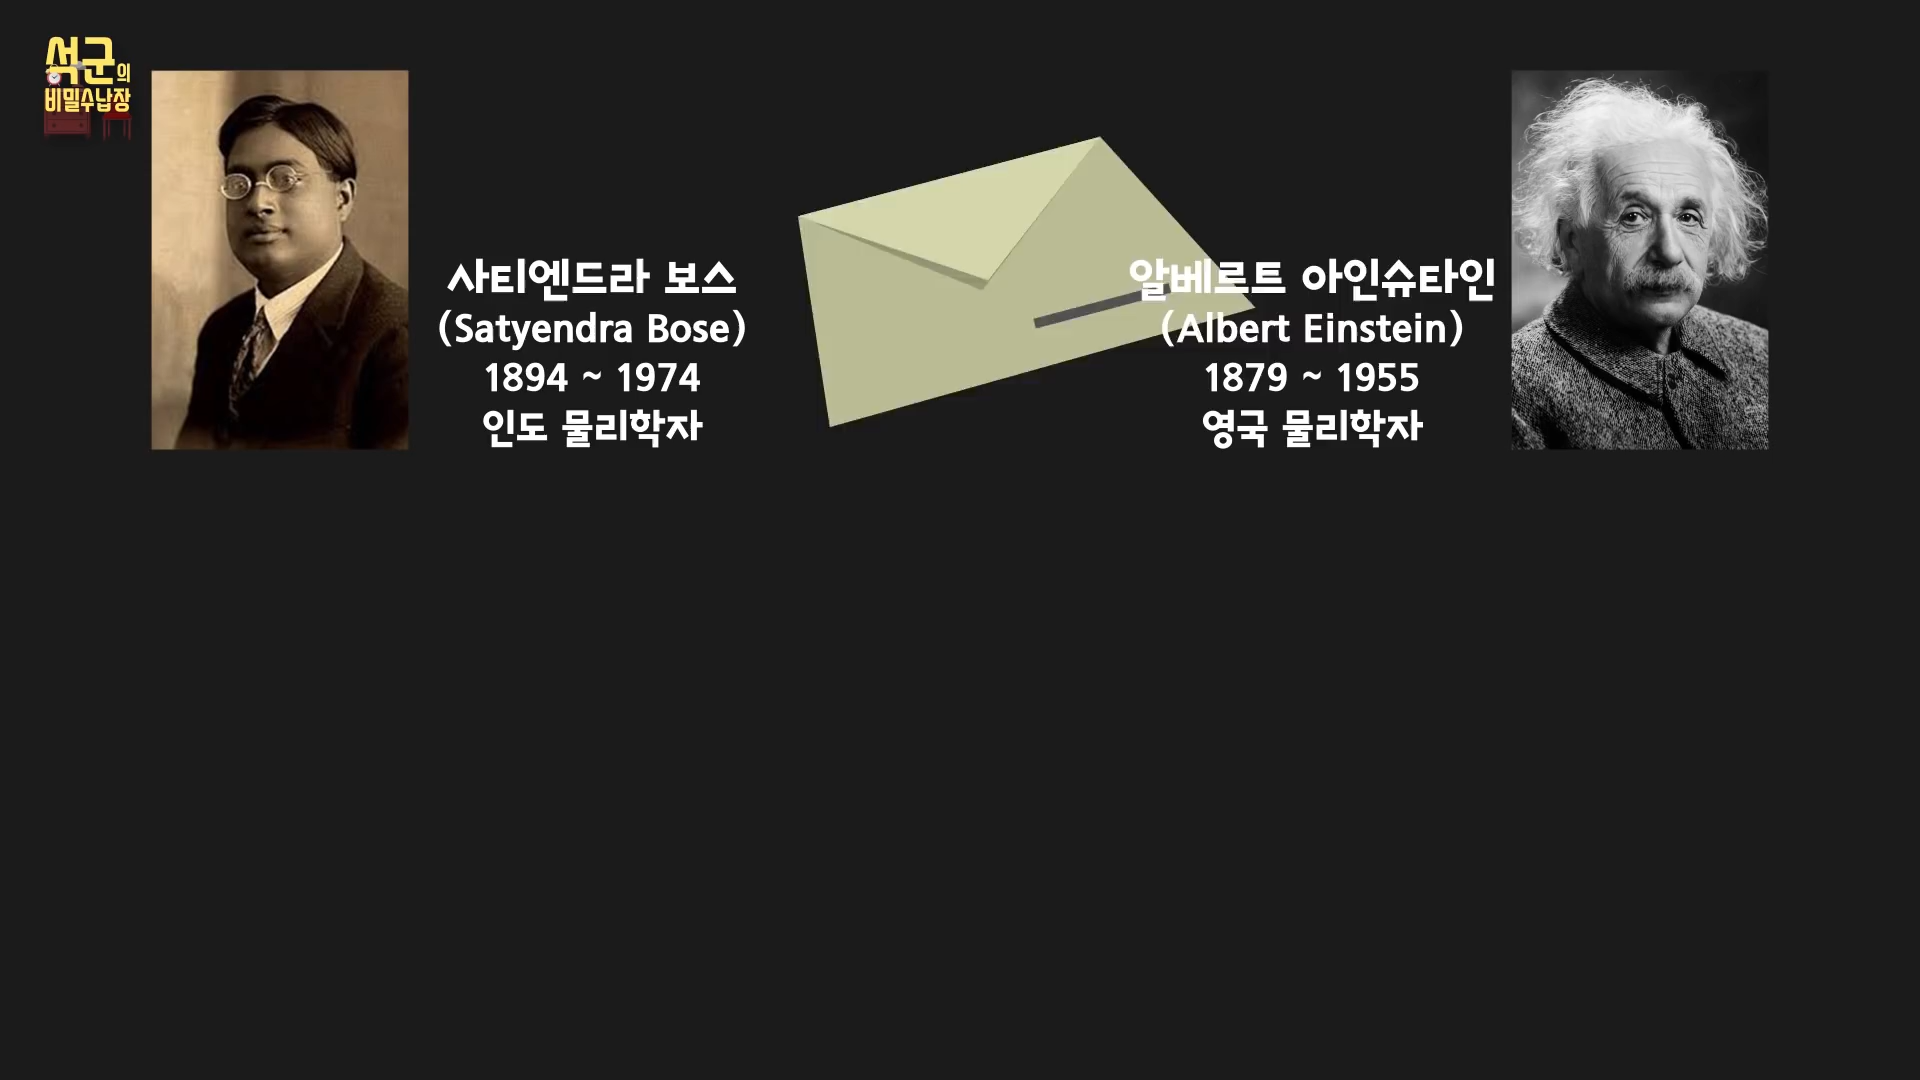 석군의
비밀수납장
사티엔드라 보스
(Satyendra Bose)
1894 ~ 1974
인도 물리학자
알베르트 아인슈타인
(Albert Einstein)
1879 ~ 1955
영국 물리학자